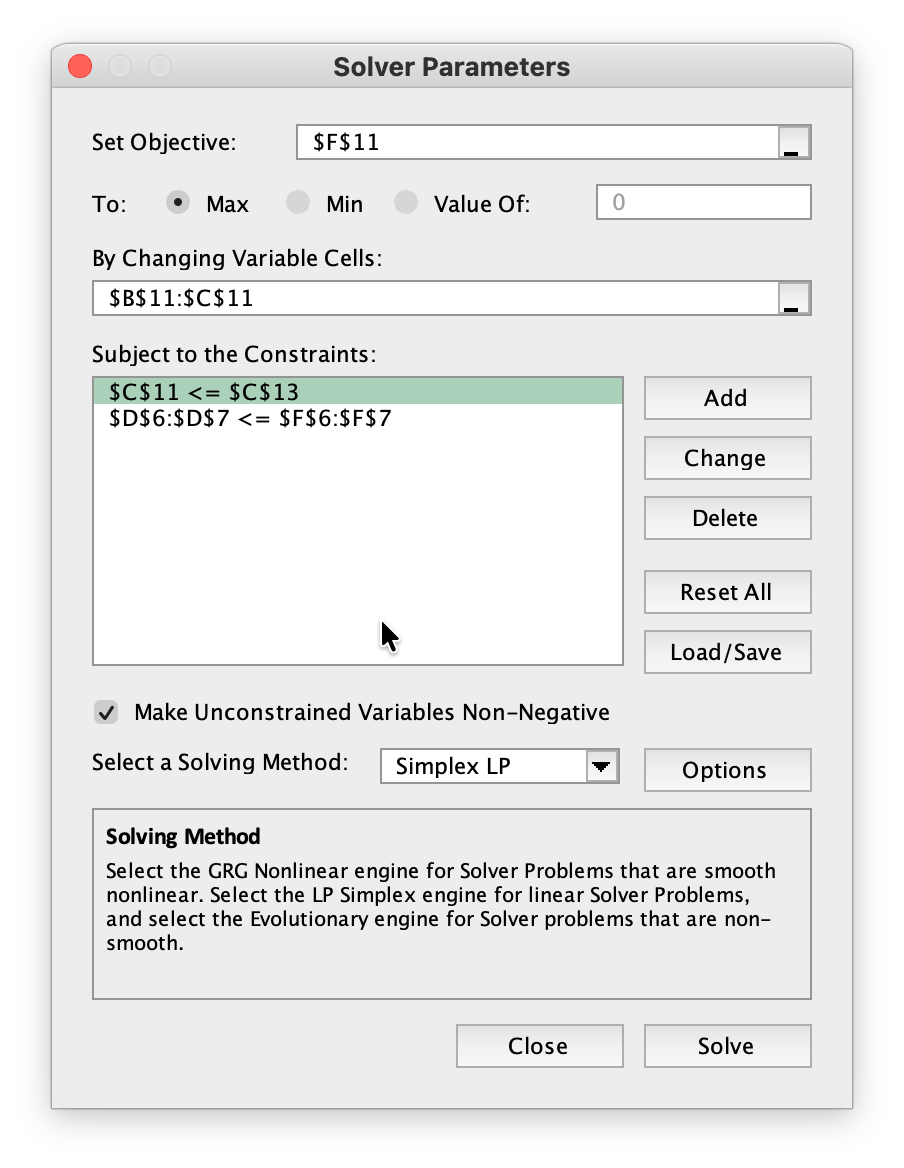 Solver Parameters
Set Objective: $F$11
To: Max Min Value Of: 0
By Changing Variable Cells:
$B$11:$C$11
Subject to the Constraints:
$C$11 <= $C$13
$D$6:$D$7 <= $F$6:$F$7
Add
Change
Delete
Reset All
Load/Save
Make Unconstrained Variables Non-Negative
Select a Solving Method: Simplex LP Options
Solving Method
Select the GRG Nonlinear engine for Solver Problems that are smooth
nonlinear. Select the LP Simplex engine for linear Solver Problems,
and select the Evolutionary engine for Solver problems that are non-
smooth.
Close Solve